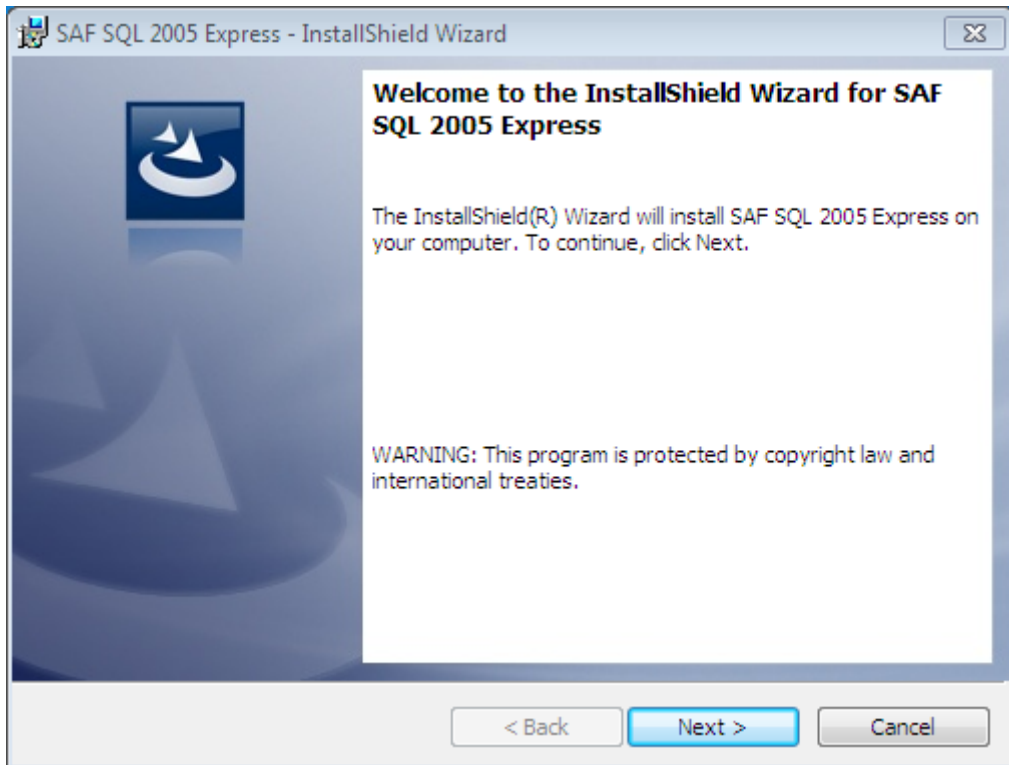 SAF SQL 2005 Express - InstallShield Wizard
Welcome to the InstallShield Wizard for SAF
SQL 2005 Express
The InstallShield(R) Wizard will install SAF SQL 2005 Express on
your computer. To continue, click Next.
WARNING: This program is protected by copyright law and
international treaties.
< Back
Next >
Cancel